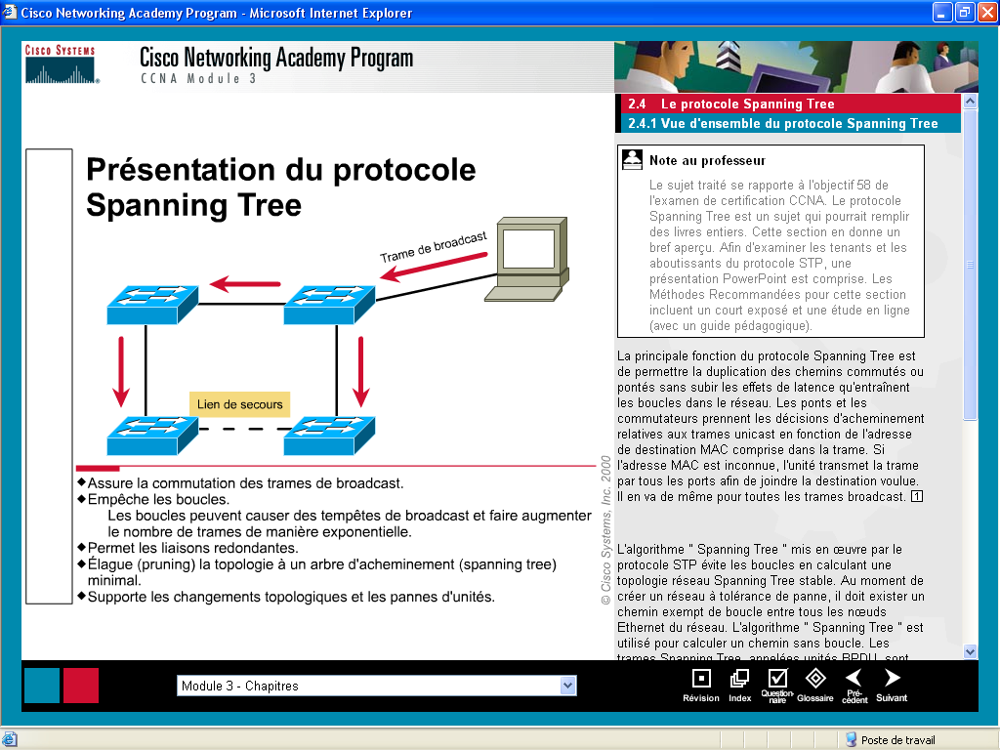 Cisco Networking Academy Program - Microsoft Internet Explorer
CISCO SYSTEMS
Cisco Networking Academy Program
CCNA Module 3
Présentation du protocole
Spanning Tree
Trame de broadcast
Lien de secours
Assure la commutation des trames de broadcast.
Empêche les boucles.
Les boucles peuvent causer des tempêtes de broadcast et faire augmenter
le nombre de trames de manière exponentielle.
Permet les liaisons redondantes.
Élague (pruning) la topologie à un arbre d'acheminement (spanning tree)
minimal.
Supporte les changements topologiques et les pannes d'unités.
© Cisco Systems, Inc. 2000
2.4 Le protocole Spanning Tree
2.4.1 Vue d'ensemble du protocole Spanning Tree
Note au professeur
Le sujet traité se rapporte à l'objectif 58 de
l'examen de certification CCNA. Le protocole
Spanning Tree est un sujet qui pourrait remplir
des livres entiers. Cette section en donne un
bref aperçu. Afin d'examiner les tenants et les
aboutissants du protocole STP, une
présentation PowerPoint est comprise. Les
Méthodes Recommandées pour cette section
incluent un court exposé et une étude en ligne
(avec un guide pédagogique).
La principale fonction du protocole Spanning Tree est
de permettre la duplication des chemins commutés ou
pontés sans subir les effets de latence qu'entraînent
les boucles dans le réseau. Les ponts et les
commutateurs prennent les décisions d'acheminement
relatives aux trames unicast en fonction de l'adresse
de destination MAC comprise dans la trame. Si
l'adresse MAC est inconnue, l'unité transmet la trame
par tous les ports afin de joindre la destination voulue.
Il en va de même pour toutes les trames broadcast. 1
L'algorithme " Spanning Tree " mis en œuvre par le
protocole STP évite les boucles en calculant une
topologie réseau Spanning Tree stable. Au moment de
créer un réseau à tolérance de panne, il doit exister un
chemin exempt de boucle entre tous les nœuds
Ethernet du réseau. L'algorithme " Spanning Tree " est
utilisé pour calculer un chemin sans boucle. Les
trames Spanning Tree, appelées unités BPDU, sont
Module 3 - Chapitres
Révision
Index
Question-
naire
Glossaire
Pré-
cédent
Suivant
Poste de travail